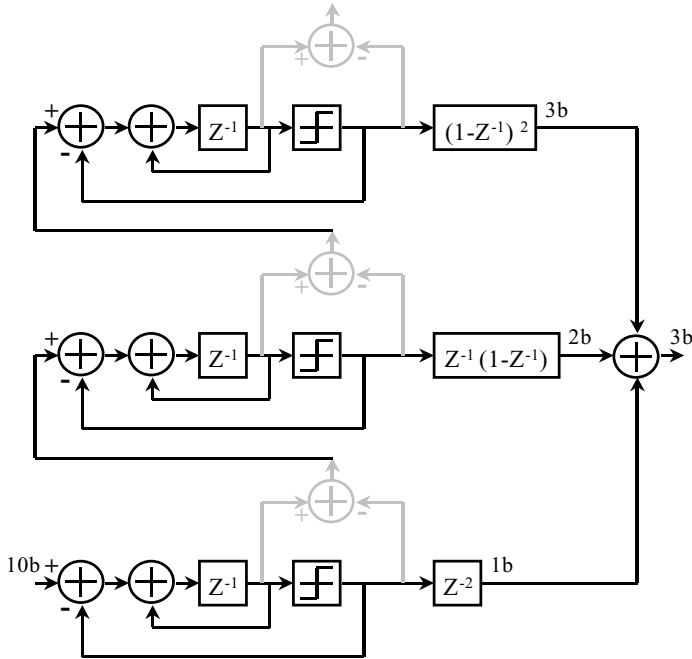 + -
+ - Z⁻¹ (1-Z⁻¹) ² 3b
+ -
+ - Z⁻¹ Z⁻¹ (1-Z⁻¹) 2b 3b
+ -
10b + - Z⁻¹ Z⁻² 1b